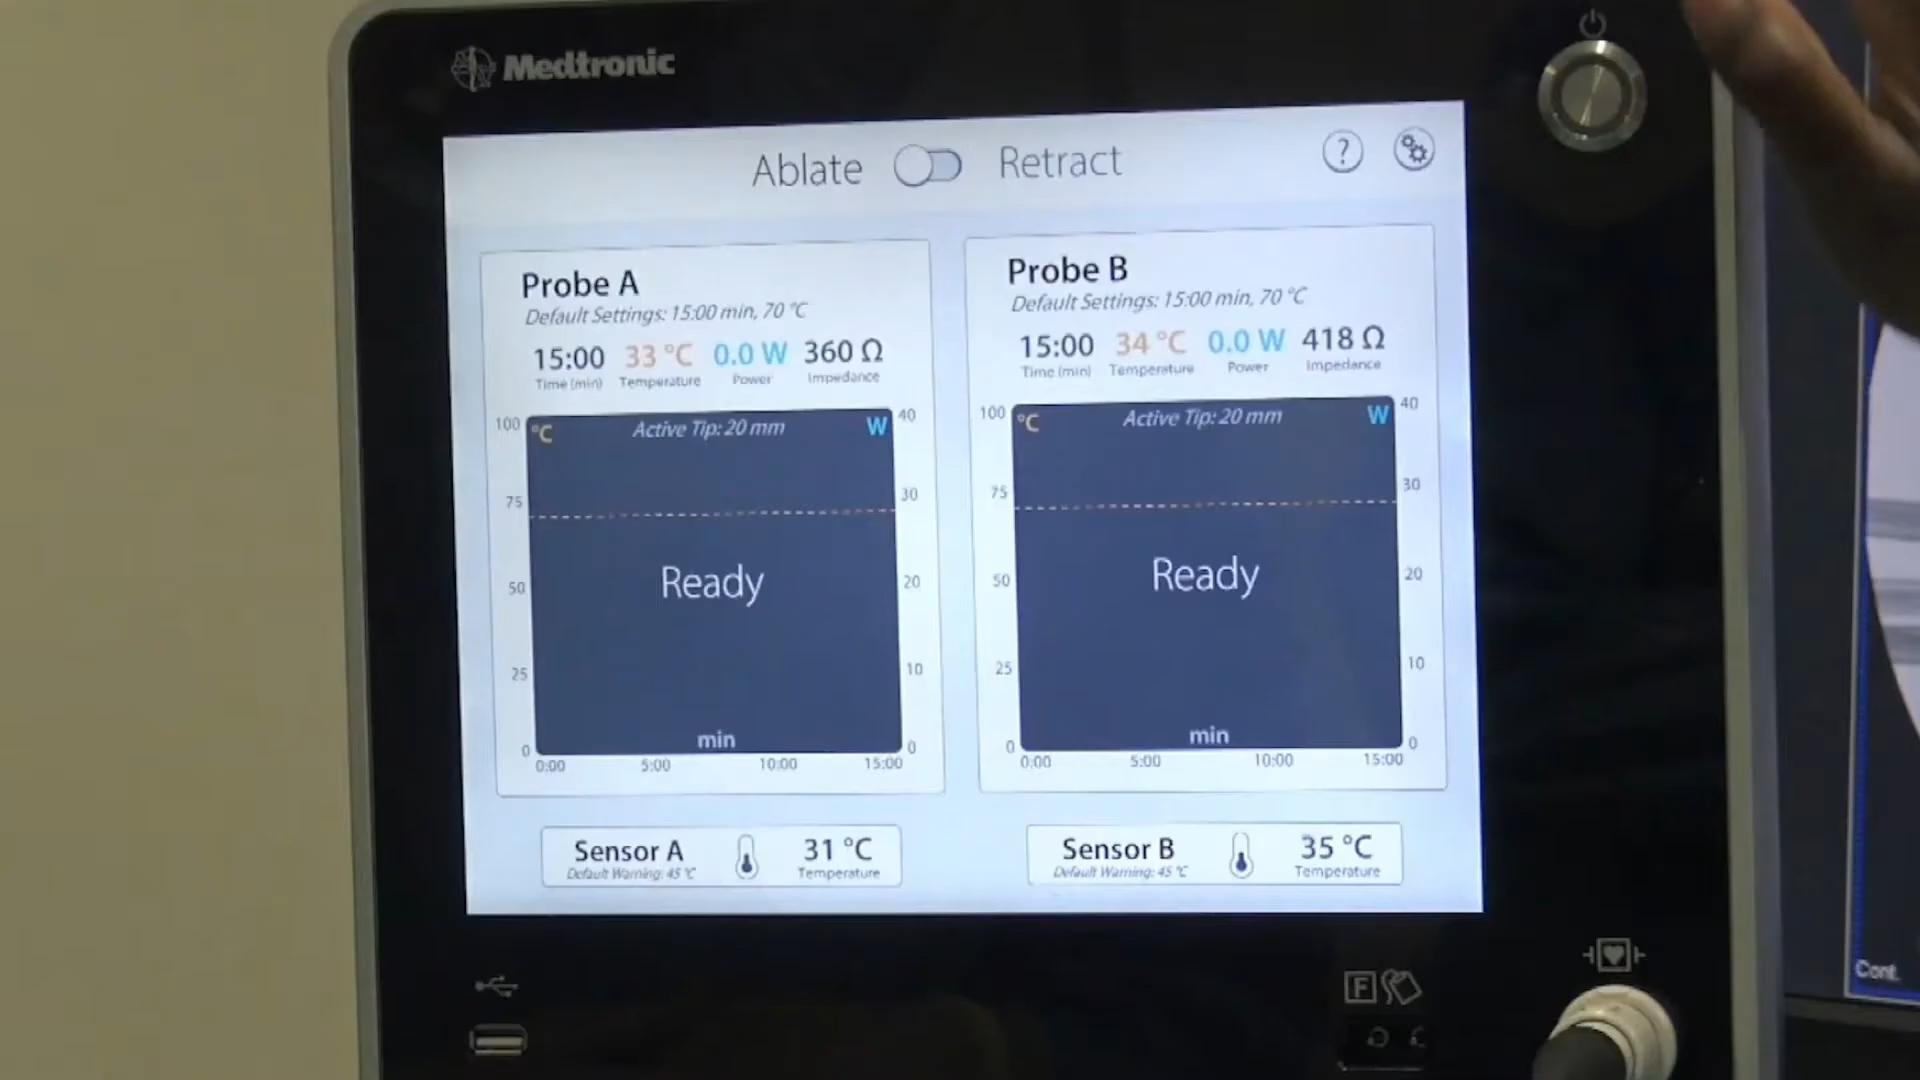 Medtronic
Ablate Retract ?
Probe A
Default Settings: 15:00 min, 70 °C
15:00 33 °C 0.0 W 360 Ω
Time (min) Temperature Power Impedance
100 °C Active Tip: 20 mm W 40
75 30
50 Ready 20
25 10
0 min 0
0:00 5:00 10:00 15:00
Probe B
Default Settings: 15:00 min, 70 °C
15:00 34 °C 0.0 W 418 Ω
Time (min) Temperature Power Impedance
100 °C Active Tip: 20 mm W 40
75 30
50 Ready 20
25 10
0 min 0
0:00 5:00 10:00 15:00
Sensor A 31 °C
Default Warning: 45 °C Temperature
Sensor B 35 °C
Default Warning: 45 °C Temperature
F
Cont.